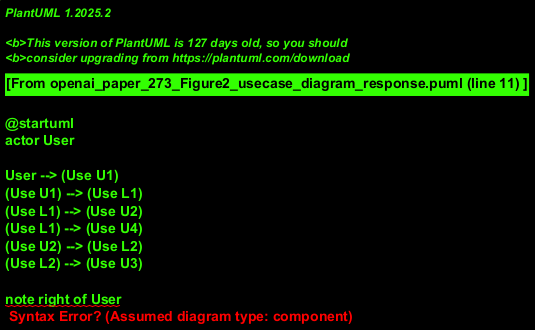 PlantUML 1.2025.2
<b>This version of PlantUML is 127 days old, so you should
<b>consider upgrading from https://plantuml.com/download
[From openai_paper_273_Figure2_usecase_diagram_response.puml (line 11) ]
@startuml
actor User
User --> (Use U1)
(Use U1) --> (Use L1)
(Use L1) --> (Use U2)
(Use L1) --> (Use U4)
(Use U2) --> (Use L2)
(Use L2) --> (Use U3)
note right of User
Syntax Error? (Assumed diagram type: component)